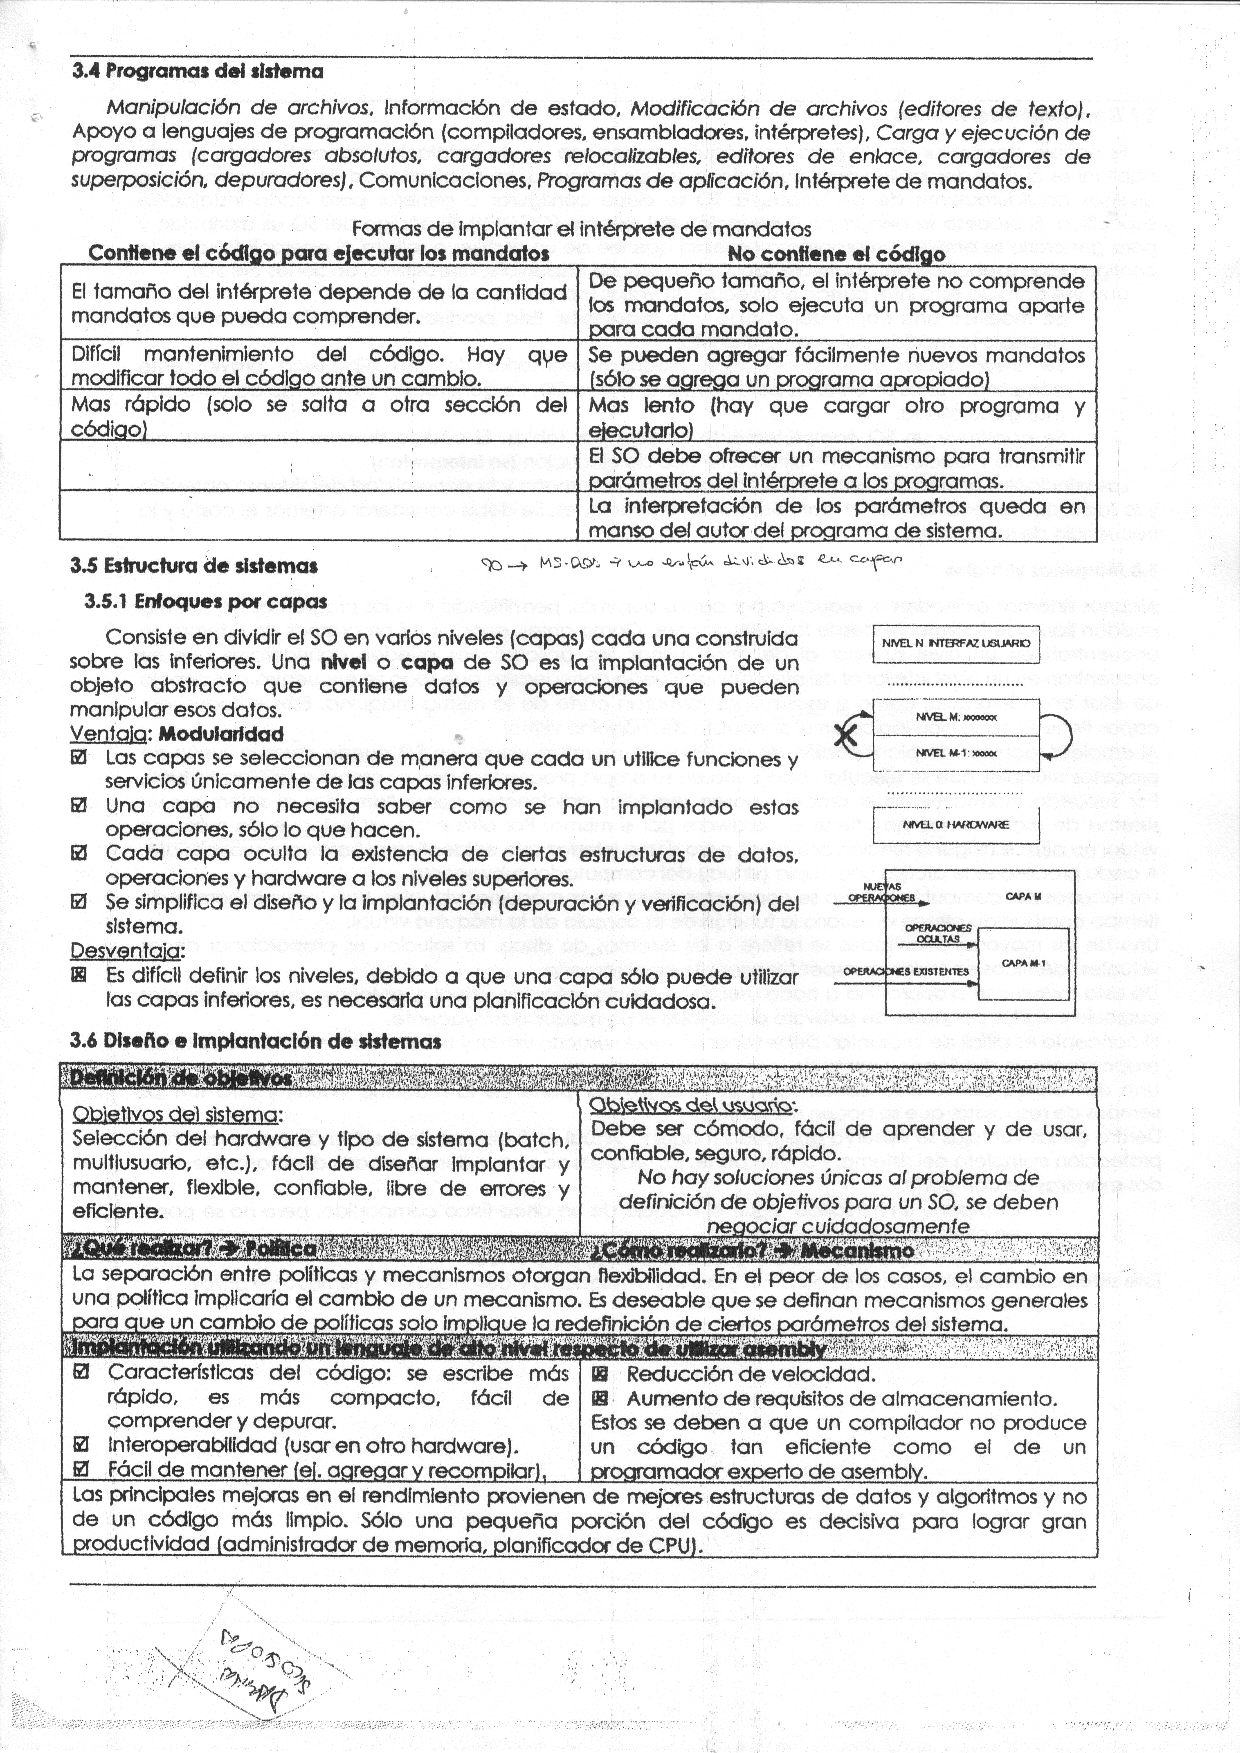 3.4 Programas del sistema
Manipulación de archivos, Información de estado, Modificación de archivos (editores de texto),
Apoyo a lenguajes de programación (compiladores, ensambladores, intérpretes), Carga y ejecución de
programas (cargadores absolutos, cargadores relocalizables, editores de enlace, cargadores de
superposición, depuradores), Comunicaciones, Programas de aplicación, Intérprete de mandatos.
Formas de implantar el intérprete de mandatos
Contiene el código para ejecutar los mandatos
No contiene el código
El tamaño del intérprete depende de la cantidad
mandatos que pueda comprender.
De pequeño tamaño, el intérprete no comprende
los mandatos, solo ejecuta un programa aparte
para cada mandato.
Difícil mantenimiento del código. Hay que
modificar todo el código ante un cambio.
Se pueden agregar fácilmente nuevos mandatos
(sólo se agrega un programa apropiado)
Mas rápido (solo se salta a otra sección del
código)
Mas lento (hay que cargar otro programa y
ejecutarlo)
El SO debe ofrecer un mecanismo para transmitir
parámetros del intérprete a los programas.
La interpretación de los parámetros queda en
manso del autor del programa de sistema.
3.5 Estructura de sistemas
→ MS-DOS → no están divididos en capas
3.5.1 Enfoques por capas
Consiste en dividir el SO en varios niveles (capas) cada una construida
sobre las inferiores. Una nivel o capa de SO es la implantación de un
objeto abstracto que contiene datos y operaciones que pueden
manipular esos datos.
Ventaja: Modularidad
☑ Las capas se seleccionan de manera que cada un utilice funciones y
servicios únicamente de las capas inferiores.
☑ Una capa no necesita saber como se han implantado estas
operaciones, sólo lo que hacen.
☑ Cada capa oculta la existencia de ciertas estructuras de datos,
operaciones y hardware a los niveles superiores.
☑ Se simplifica el diseño y la implantación (depuración y verificación) del
sistema.
Desventaja:
☒ Es difícil definir los niveles, debido a que una capa sólo puede utilizar
las capas inferiores, es necesaria una planificación cuidadosa.
NIVEL N INTERFAZ USUARIO
NIVEL M: xxxxxxx
NIVEL M-1: xxxxxx
NIVEL 0: HARDWARE
NUEVAS
OPERACIONES
CAPA M
OPERACIONES
OCULTAS
CAPA M-1
OPERACIONES EXISTENTES
3.6 Diseño e implantación de sistemas
Definición de objetivos
Objetivos del sistema:
Selección del hardware y tipo de sistema (batch,
multiusuario, etc.), fácil de diseñar implantar y
mantener, flexible, confiable, libre de errores y
eficiente.
Objetivos del usuario:
Debe ser cómodo, fácil de aprender y de usar,
confiable, seguro, rápido.
No hay soluciones únicas al problema de
definición de objetivos para un SO, se deben
negociar cuidadosamente
¿Qué realizar? → Política
¿Cómo realizarlo? → Mecanismo
La separación entre políticas y mecanismos otorgan flexibilidad. En el peor de los casos, el cambio en
una política implicaría el cambio de un mecanismo. Es deseable que se definan mecanismos generales
para que un cambio de políticas solo implique la redefinición de ciertos parámetros del sistema.
Implantación utilizando un lenguaje de alto nivel respecto de utilizar asembly
☑ Características del código: se escribe más
rápido, es más compacto, fácil de
comprender y depurar.
☑ Interoperabilidad (usar en otro hardware).
☑ Fácil de mantener (ej. agregar y recompilar),
☒ Reducción de velocidad.
☒ Aumento de requisitos de almacenamiento.
Estos se deben a que un compilador no produce
un código tan eficiente como el de un
programador experto de asembly.
Las principales mejoras en el rendimiento provienen de mejores estructuras de datos y algoritmos y no
de un código más limpio. Sólo una pequeña porción del código es decisiva para lograr gran
productividad (administrador de memoria, planificador de CPU).